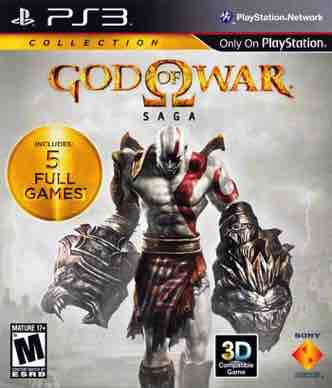 PS3
PlayStation Network
COLLECTION
Only On PlayStation.
GOD OF WAR
SAGA
INCLUDES:
5
FULL
GAMES
MATURE 17+
M
ESRB
3D
Compatible
Game
SONY